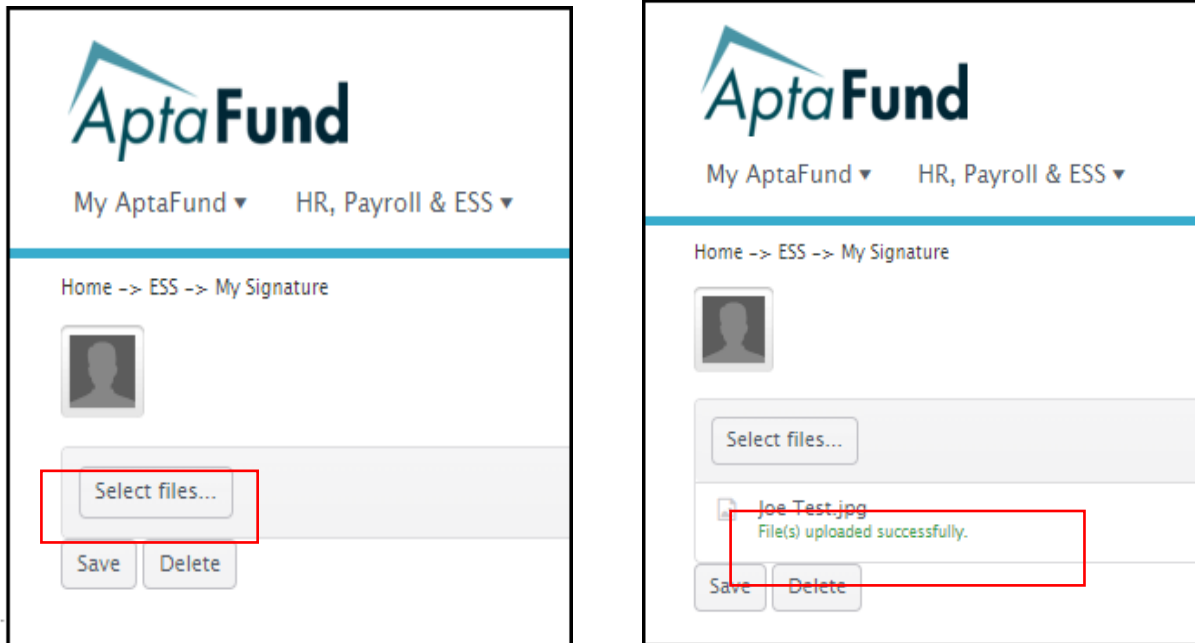 AptaFund
My AptaFund ▾ HR, Payroll & ESS ▾
Home -> ESS -> My Signature
Select files...
Save Delete
AptaFund
My AptaFund ▾ HR, Payroll & ESS ▾
Home -> ESS -> My Signature
Select files...
Joe Test.jpg
File(s) uploaded successfully.
Save Delete